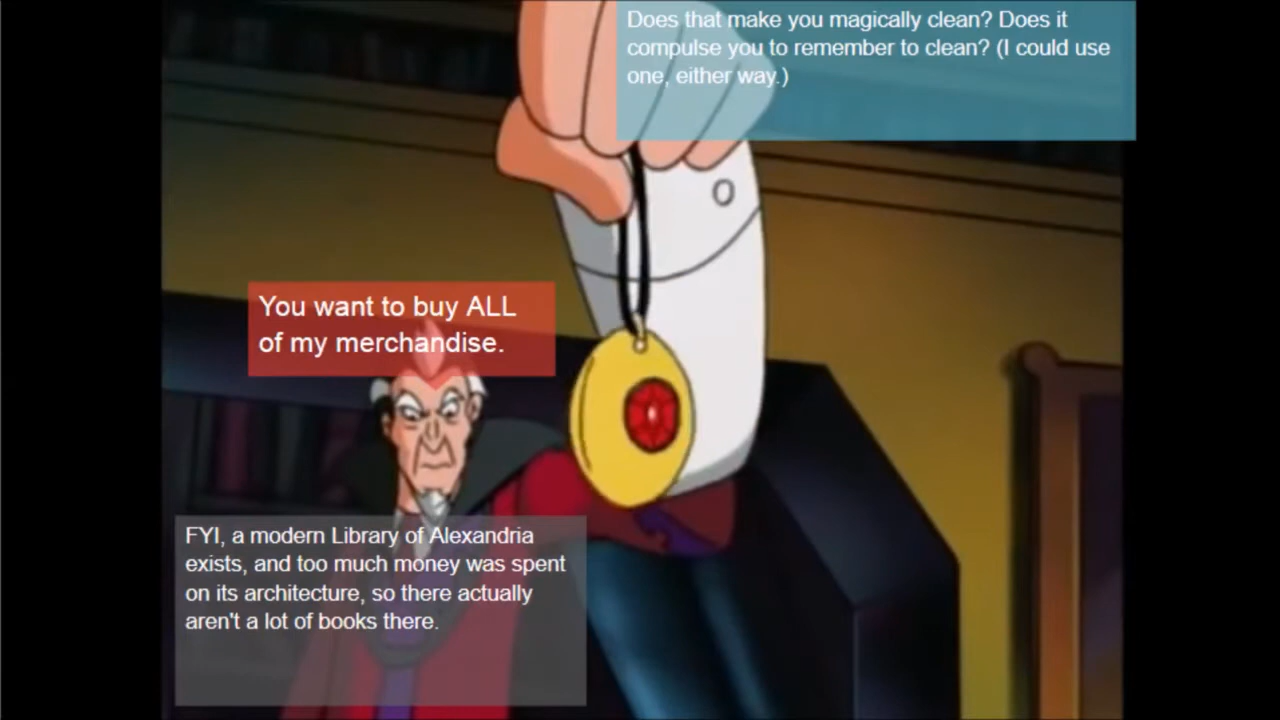 Does that make you magically clean? Does it
compulse you to remember to clean? (I could use
one, either way.)
You want to buy ALL
of my merchandise.
FYI, a modern Library of Alexandria
exists, and too much money was spent
on its architecture, so there actually
aren't a lot of books there.